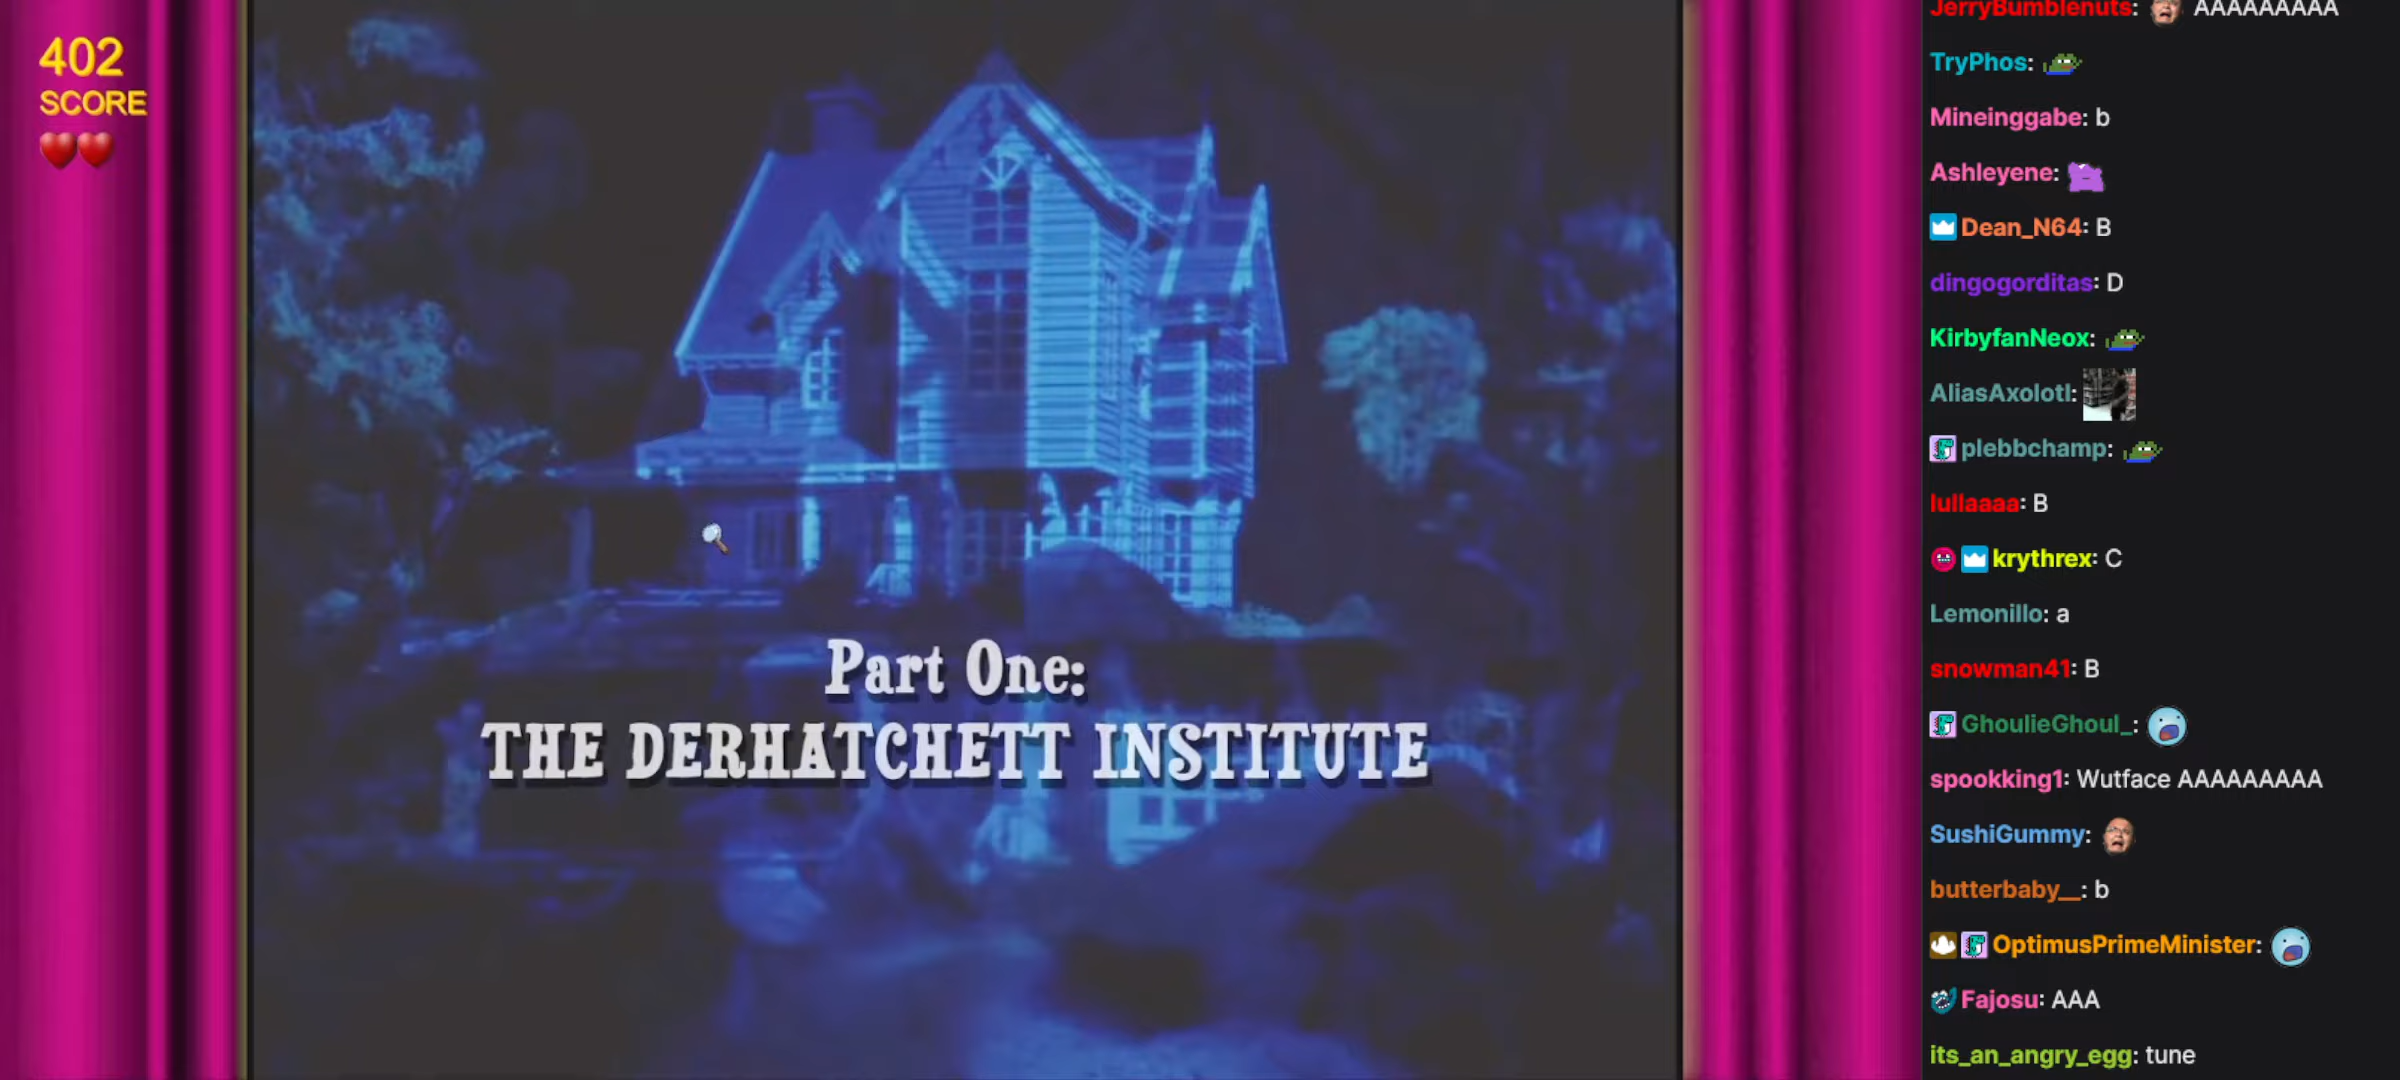 402
SCORE
Part One:
THE DERHATCHETT INSTITUTE
JerryBumblenuts: AAAAAAAAA
TryPhos:
Mineinggabe: b
Ashleyene:
Dean_N64: B
dingogorditas: D
KirbyfanNeox:
AliasAxolotl:
plebbchamp:
lullaaaa: B
krythrex: C
Lemonillo: a
snowman41: B
GhoulieGhoul_:
spookking1: Wutface AAAAAAAAA
SushiGummy:
butterbaby__: b
OptimusPrimeMinister:
Fajosu: AAA
its_an_angry_egg: tune